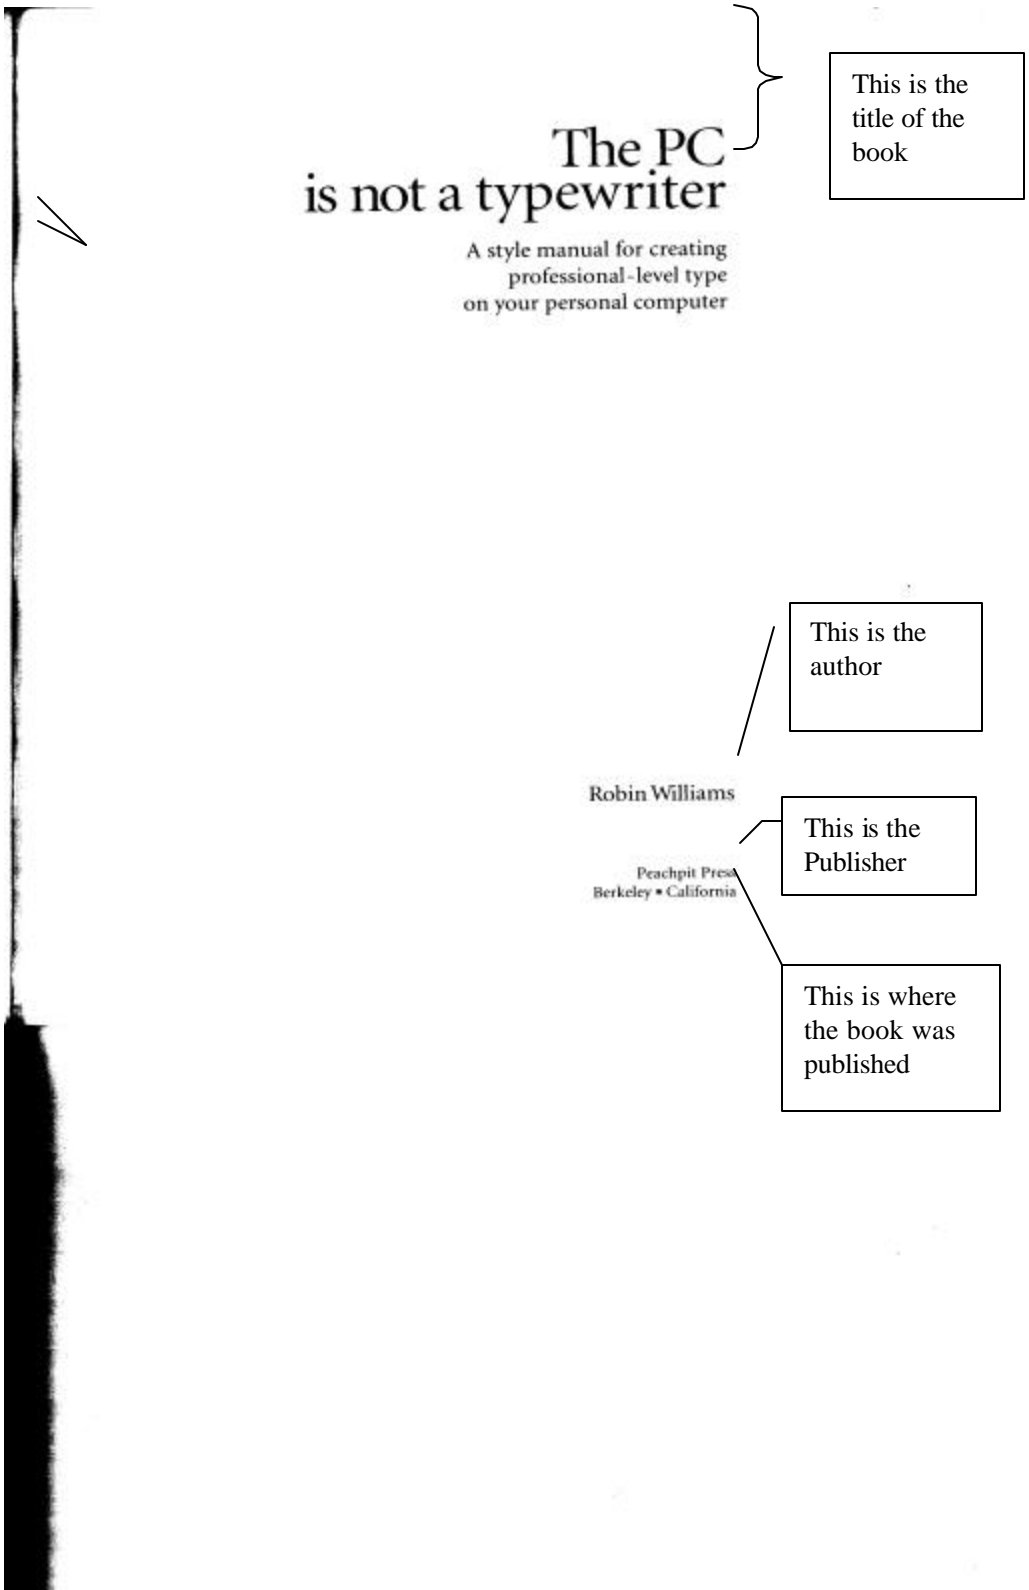 The PC
is not a typewriter
A style manual for creating
professional-level type
on your personal computer
This is the
title of the
book
This is the
author
Robin Williams
This is the
Publisher
Peachpit Press
Berkeley • California
This is where
the book was
published